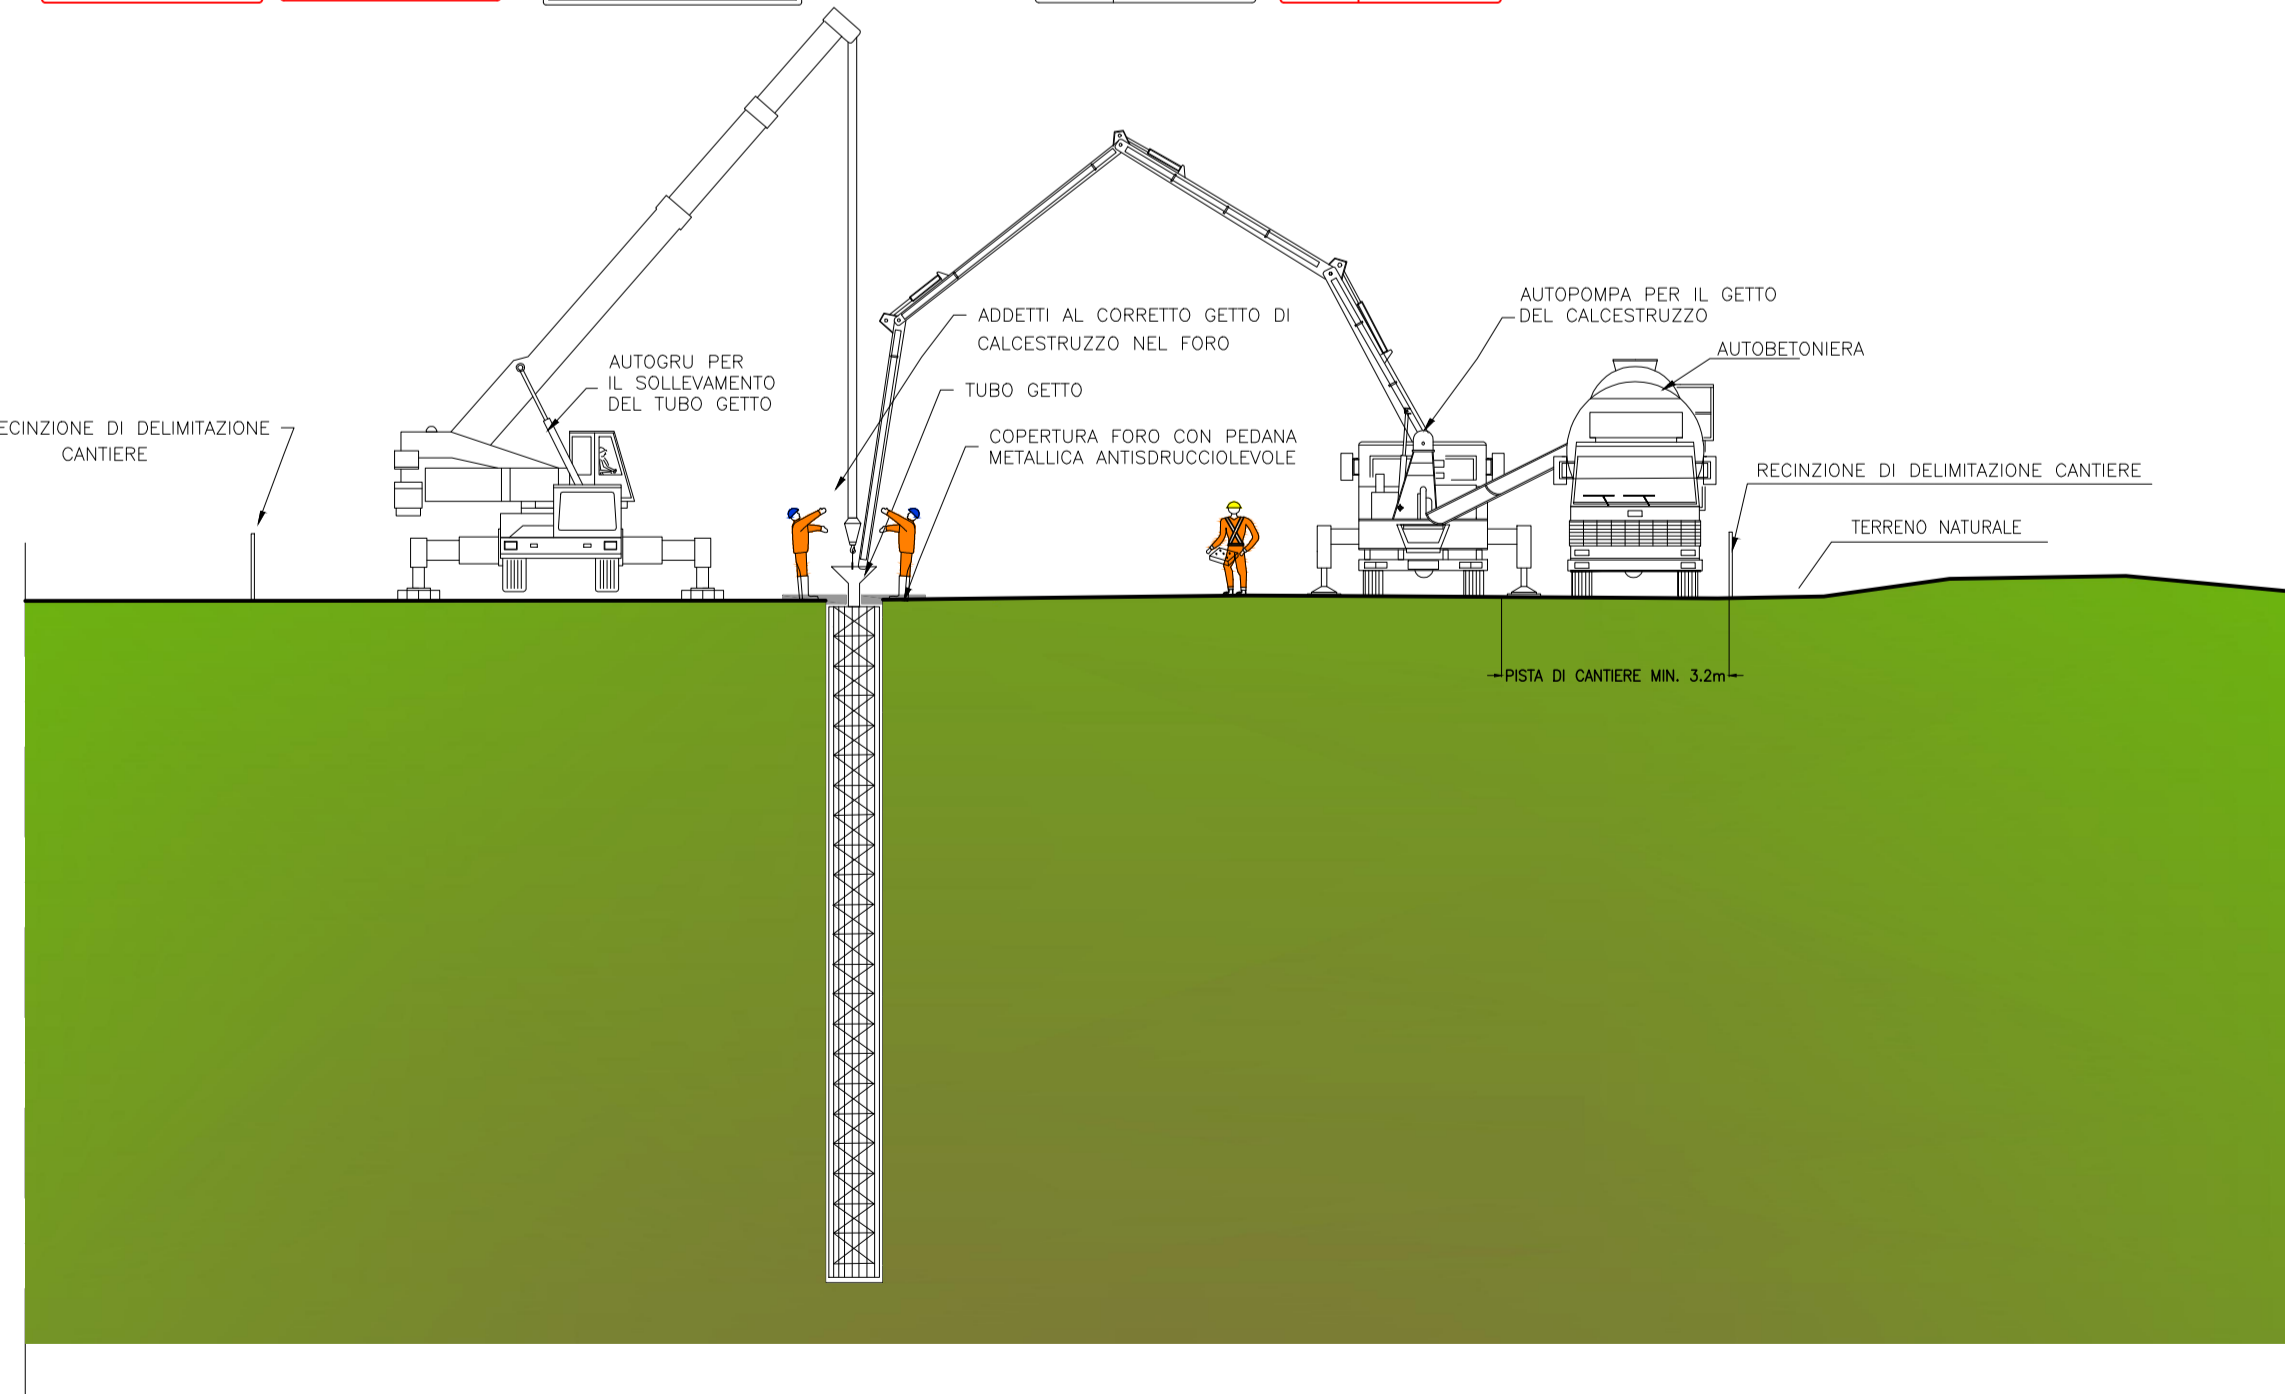 ADDETTI AL CORRETTO GETTO DI
CALCESTRUZZO NEL FORO
AUTOPOMPA PER IL GETTO
DEL CALCESTRUZZO
AUTOBETONIERA
AUTOGRU PER
IL SOLLEVAMENTO
DEL TUBO GETTO
TUBO GETTO
ECINZIONE DI DELIMITAZIONE
CANTIERE
COPERTURA FORO CON PEDANA
METALLICA ANTISDRUCCIOLEVOLE
RECINZIONE DI DELIMITAZIONE CANTIERE
TERRENO NATURALE
PISTA DI CANTIERE MIN. 3.2m